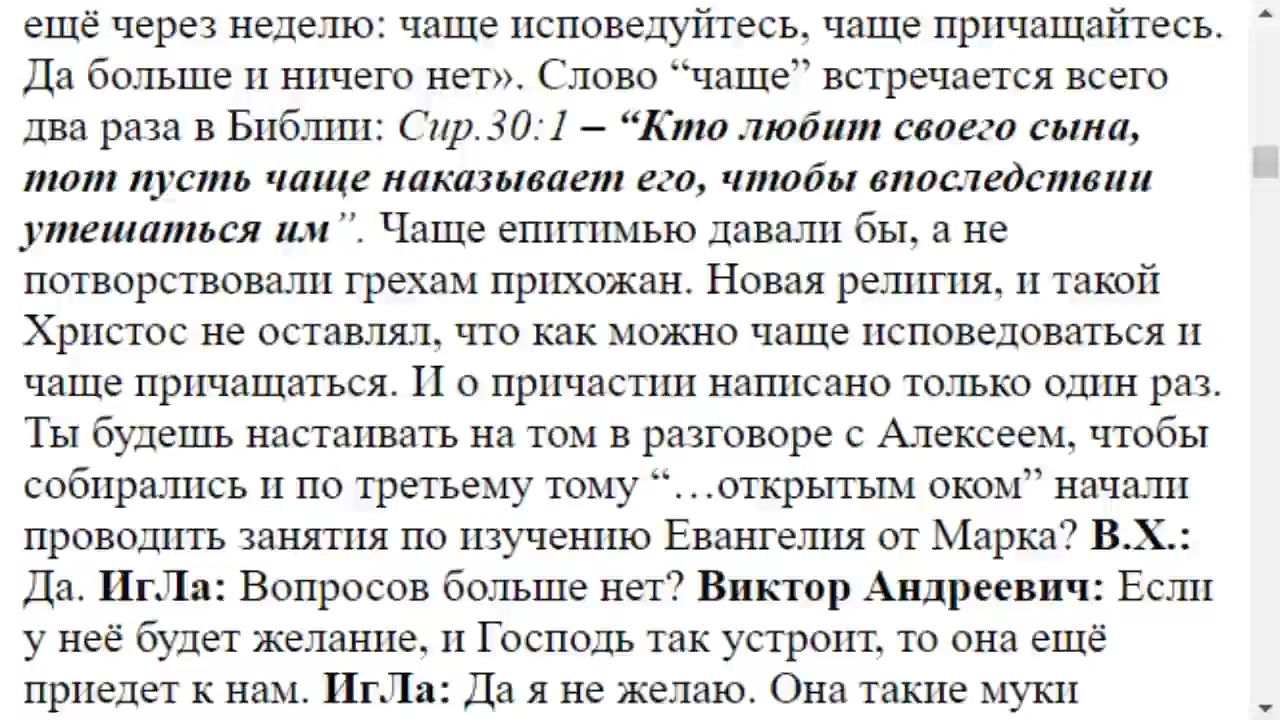 ещё через неделю: чаще исповедуйтесь, чаще причащайтесь.
Да больше и ничего нет». Слово “чаще” встречается всего
два раза в Библии: Сир.30:1 – “Кто любит своего сына,
тот пусть чаще наказывает его, чтобы впоследствии
утешаться им”. Чаще епитимью давали бы, а не
потворствовали грехам прихожан. Новая религия, и такой
Христос не оставлял, что как можно чаще исповедоваться и
чаще причащаться. И о причастии написано только один раз.
Ты будешь настаивать на том в разговоре с Алексеем, чтобы
собирались и по третьему тому “…открытым оком” начали
проводить занятия по изучению Евангелия от Марка? В.Х.:
Да. ИгЛа: Вопросов больше нет? Виктор Андреевич: Если
у неё будет желание, и Господь так устроит, то она ещё
приедет к нам. ИгЛа: Да я не желаю. Она такие муки